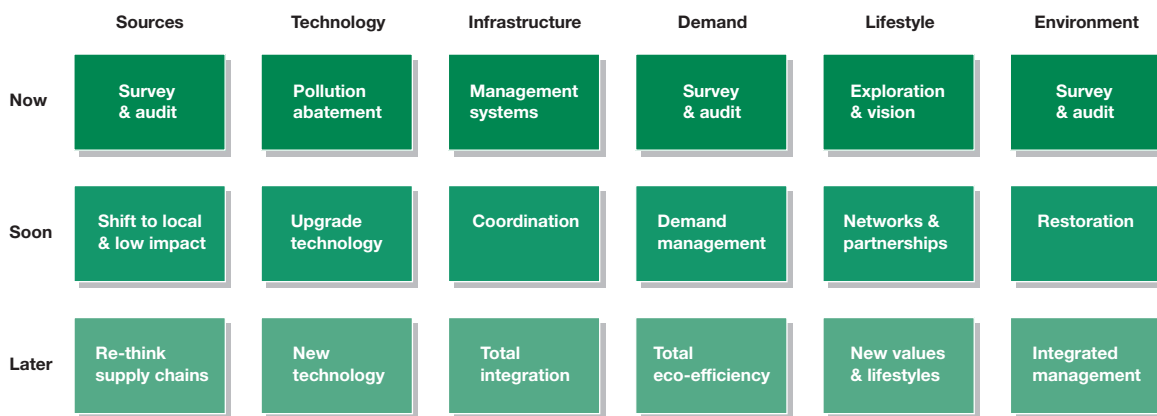 Sources Technology Infrastructure Demand Lifestyle Environment
Now
Survey
& audit
Pollution
abatement
Management
systems
Survey
& audit
Exploration
& vision
Survey
& audit
Soon
Shift to local
& low impact
Upgrade
technology
Coordination
Demand
management
Networks &
partnerships
Restoration
Later
Re-think
supply chains
New
technology
Total
integration
Total
eco-efficiency
New values
& lifestyles
Integrated
management